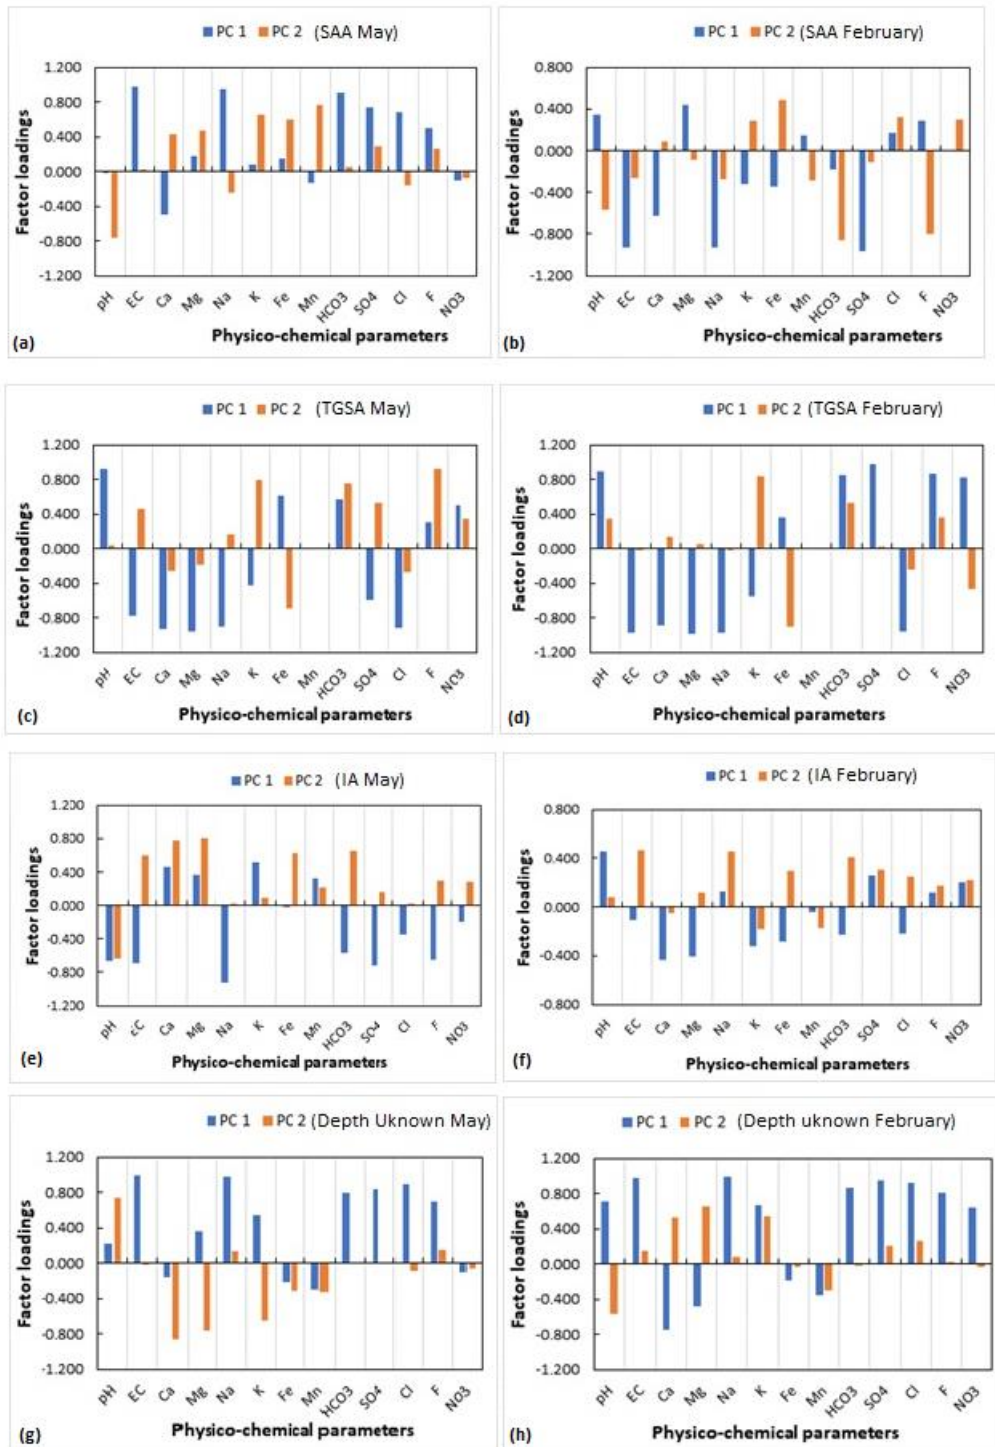 PC 1 PC 2 (SAA May)
1.200
0.800
0.400
0.000
-0.400
-0.800
-1.200
Factor loadings
pH EC Ca Mg Na K Fe Mn HCO3 SO4 Cl F NO3
Physico-chemical parameters
(a)
PC 1 PC 2 (SAA February)
0.800
0.400
0.000
-0.400
-0.800
-1.200
Factor loadings
pH EC Ca Mg Na K Fe Mn HCO3 SO4 Cl F NO3
Physico-chemical parameters
(b)
PC 1 PC 2 (TGSA May)
1.200
0.800
0.400
0.000
-0.400
-0.800
-1.200
Factor loadings
pH EC Ca Mg Na K Fe Mn HCO3 SO4 Cl F NO3
Physico-chemical parameters
(c)
PC 1 PC 2 (TGSA February)
1.200
0.800
0.400
0.000
-0.400
-0.800
-1.200
Factor loadings
pH EC Ca Mg Na K Fe Mn HCO3 SO4 Cl F NO3
Physico-chemical parameters
(d)
PC 1 PC 2 (IA May)
1.200
0.800
0.400
0.000
-0.400
-0.800
-1.200
Factor loadings
pH EC Ca Mg Na K Fe Mn HCO3 SO4 Cl F NO3
Physico-chemical parameters
(e)
PC 1 PC 2 (IA February)
0.800
0.400
0.000
-0.400
-0.800
Factor loadings
pH EC Ca Mg Na K Fe Mn HCO3 SO4 Cl F NO3
Physico-chemical parameters
(f)
PC 1 PC 2 (Depth Uknown May)
1.200
0.800
0.400
0.000
-0.400
-0.800
-1.200
Factor loadings
pH EC Ca Mg Na K Fe Mn HCO3 SO4 Cl F NO3
Physico-chemical parameters
(g)
PC 1 PC 2 (Depth uknown February)
1.200
0.800
0.400
0.000
-0.400
-0.800
-1.200
Factor loadings
pH EC Ca Mg Na K Fe Mn HCO3 SO4 Cl F NO3
Physico-chemical parameters
(h)